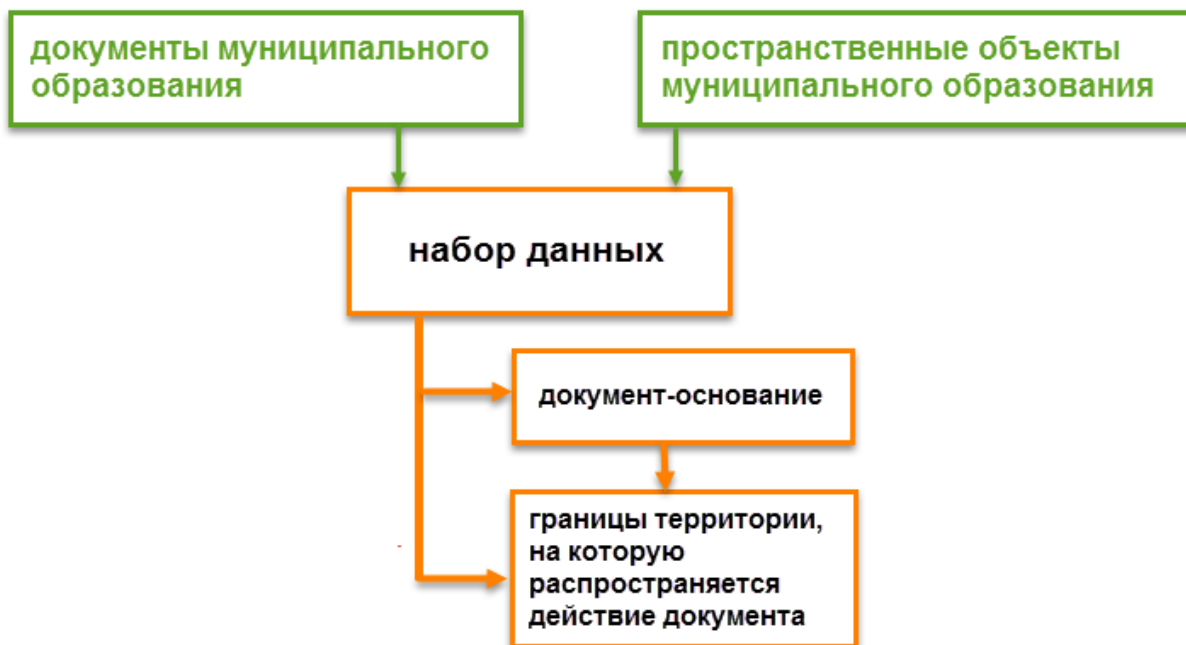 документы муниципального
образования
пространственные объекты
муниципального образования
набор данных
документ-основание
границы территории,
на которую
распространяется
действие документа